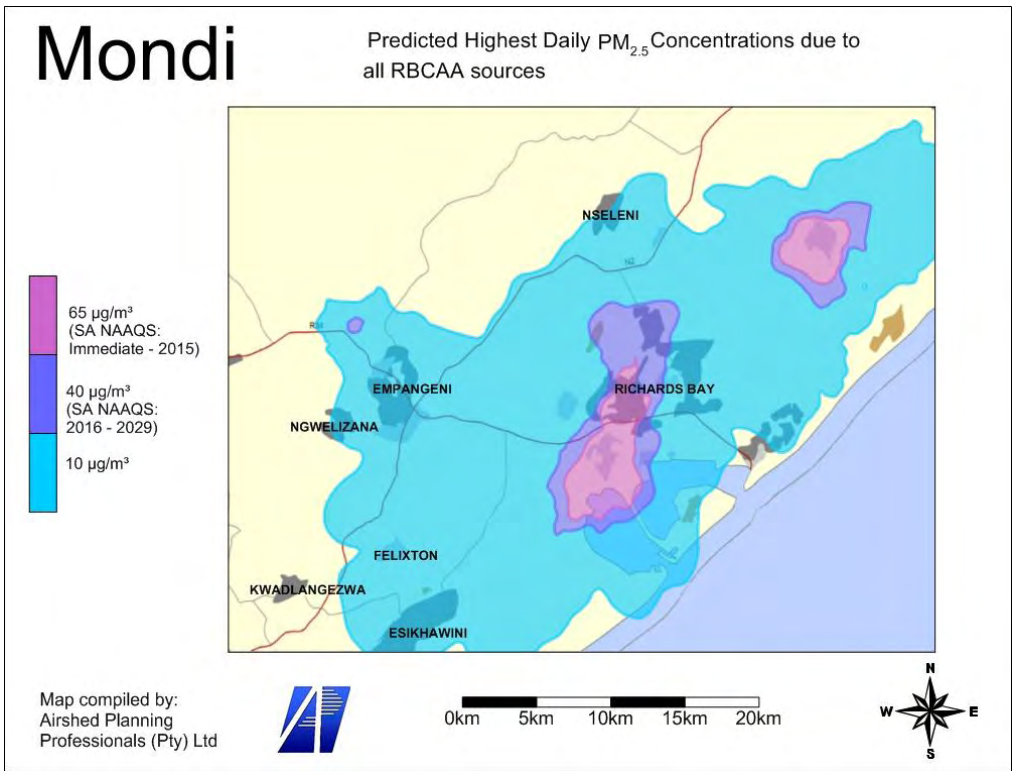 Mondi
Predicted Highest Daily PM2.5 Concentrations due to
all RBCAA sources
65 µg/m³
(SA NAAQS:
Immediate - 2015)
40 µg/m³
(SA NAAQS:
2016 - 2029)
10 µg/m³
NSELENI
N2
R34
EMPANGENI
RICHARDS BAY
NGWELIZANA
FELIXTON
KWADLANGEZWA
ESIKHAWINI
Map compiled by:
Airshed Planning
Professionals (Pty) Ltd
0km 5km 10km 15km 20km
N
W E
S